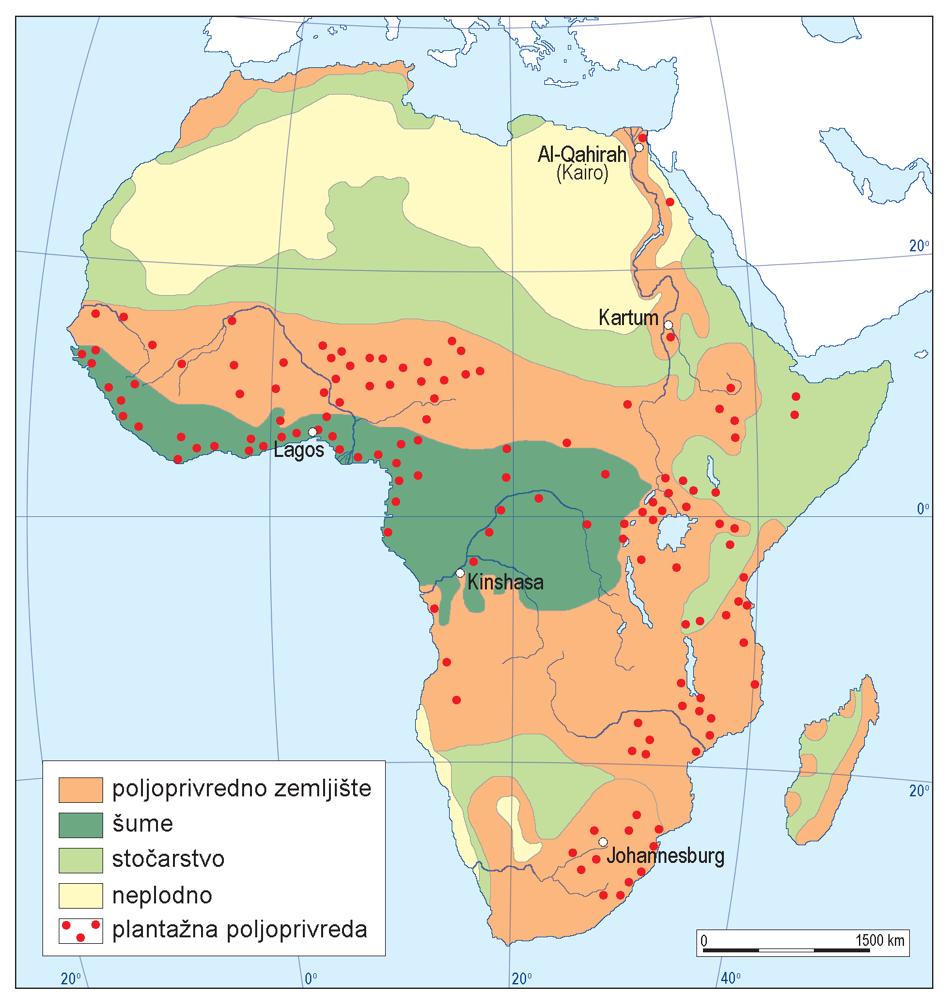 Al-Qahirah
(Kairo)
20°
Kartum
Lagos
0°
Kinshasa
20°
poljoprivredno zemljište
šume
stočarstvo
neplodno
plantažna poljoprivreda
Johannesburg
0 1500 km
20° 0° 20° 40°